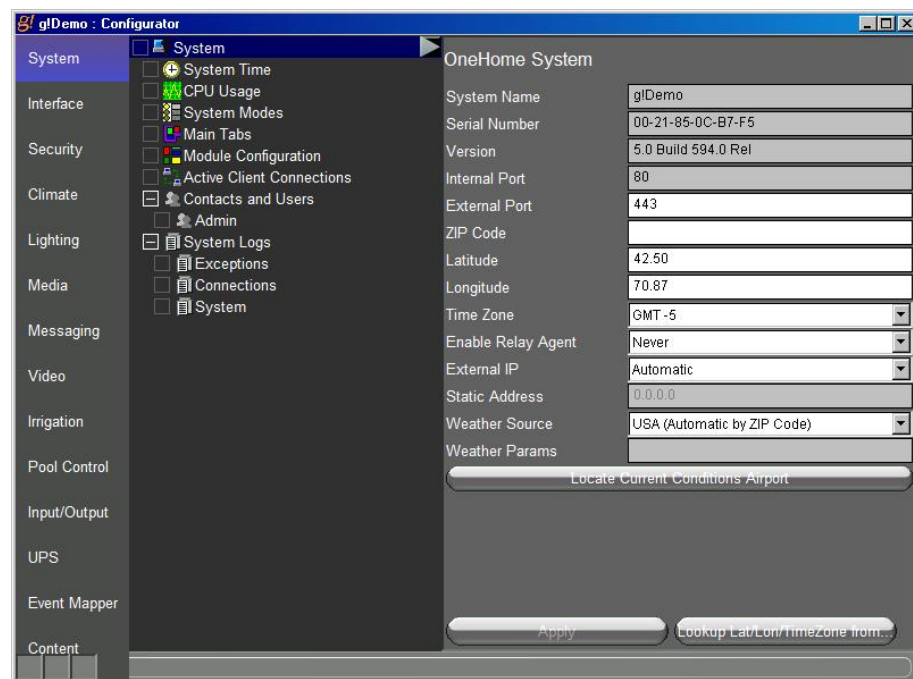 g! g!Demo : Configurator
System
Interface
Security
Climate
Lighting
Media
Messaging
Video
Irrigation
Pool Control
Input/Output
UPS
Event Mapper
Content
System
System Time
CPU Usage
System Modes
Main Tabs
Module Configuration
Active Client Connections
Contacts and Users
Admin
System Logs
Exceptions
Connections
System
OneHome System
System Name g!Demo
Serial Number 00-21-85-0C-B7-F5
Version 5.0 Build 594.0 Rel
Internal Port 80
External Port 443
ZIP Code
Latitude 42.50
Longitude 70.87
Time Zone GMT -5
Enable Relay Agent Never
External IP Automatic
Static Address 0.0.0.0
Weather Source USA (Automatic by ZIP Code)
Weather Params
Locate Current Conditions Airport
Apply Lookup Lat/Lon/TimeZone from...